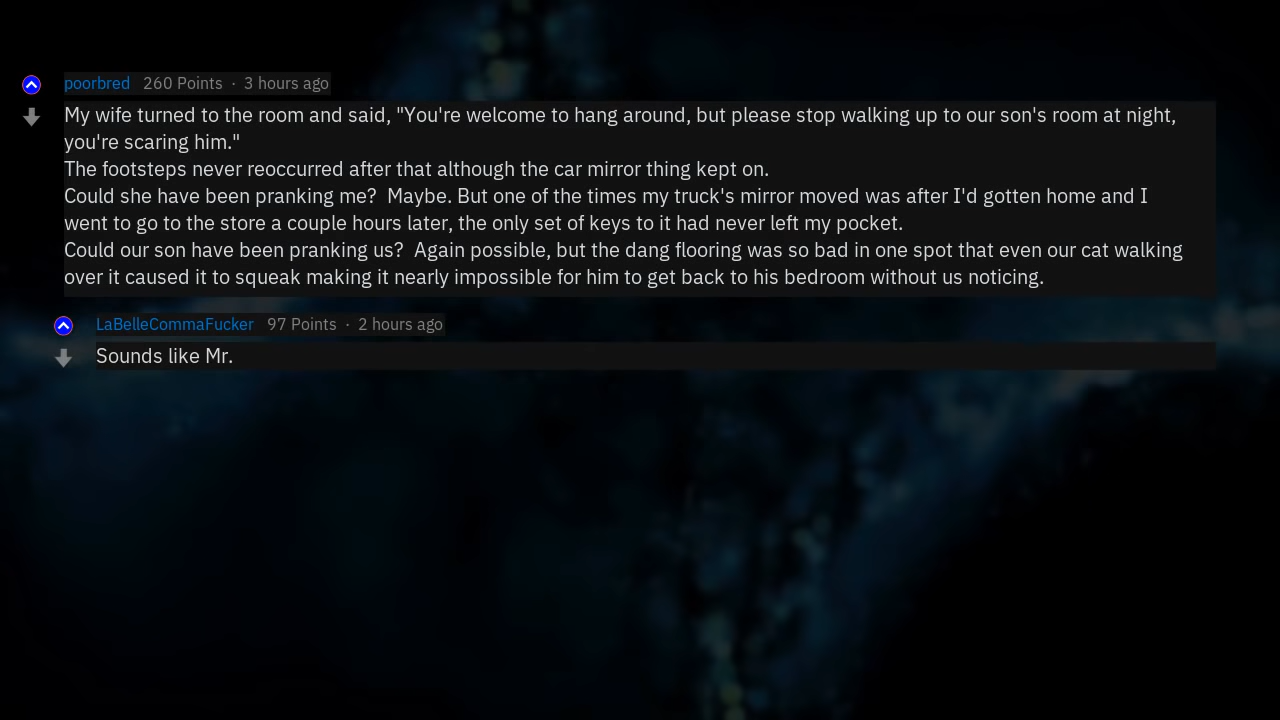 poorbred 260 Points · 3 hours ago
My wife turned to the room and said, "You're welcome to hang around, but please stop walking up to our son's room at night,
you're scaring him."
The footsteps never reoccurred after that although the car mirror thing kept on.
Could she have been pranking me?  Maybe. But one of the times my truck's mirror moved was after I'd gotten home and I
went to go to the store a couple hours later, the only set of keys to it had never left my pocket.
Could our son have been pranking us?  Again possible, but the dang flooring was so bad in one spot that even our cat walking
over it caused it to squeak making it nearly impossible for him to get back to his bedroom without us noticing.
LaBelleCommaFucker 97 Points · 2 hours ago
Sounds like Mr.